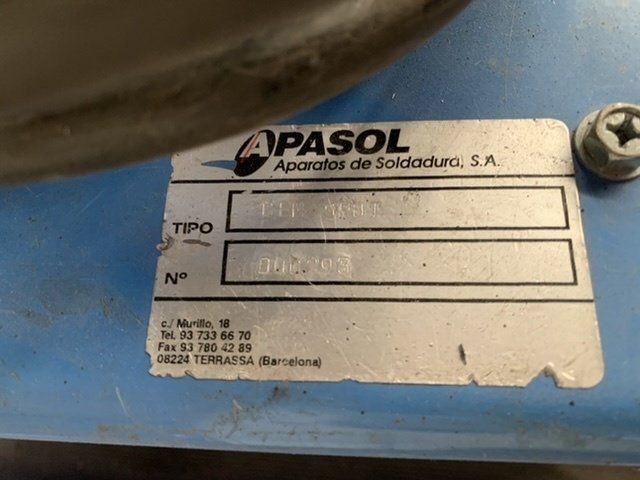 APASOL
Aparatos de Soldadura, S.A.
TIPO
Nº
c./ Murillo, 18
Tel. 93 733 66 70
Fax 93 780 42 89
08224 TERRASSA (Barcelona)